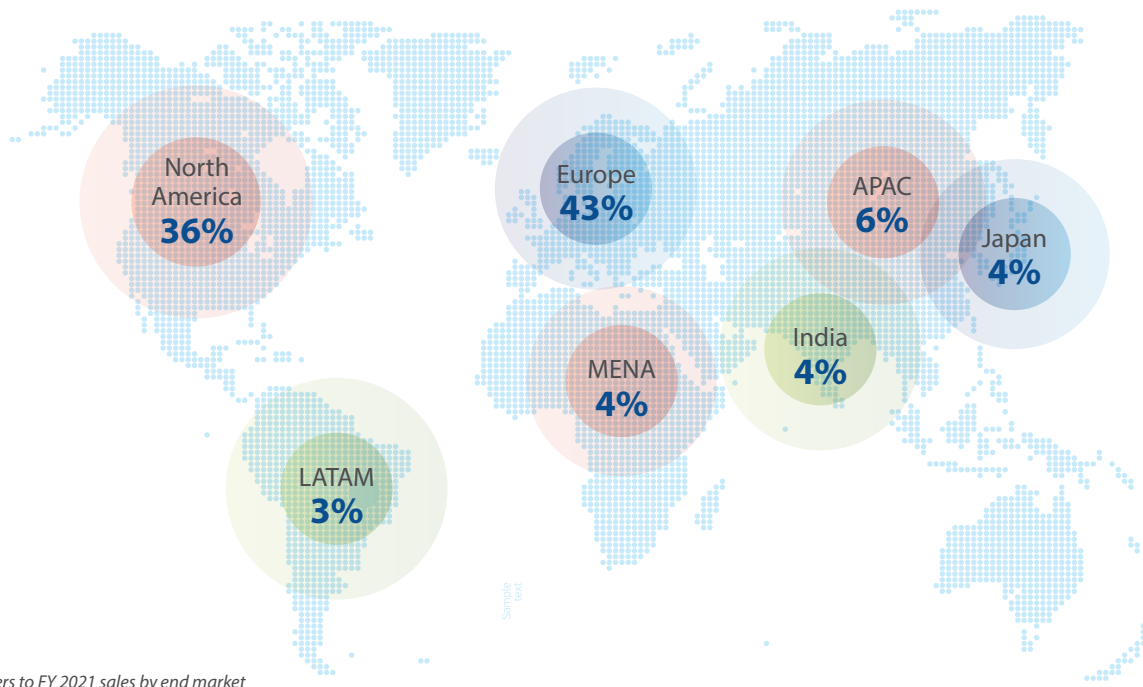 North
America
36%
Europe
43%
APAC
6%
Japan
4%
India
4%
MENA
4%
LATAM
3%
Sample
text
to FY 2021 sales by end market